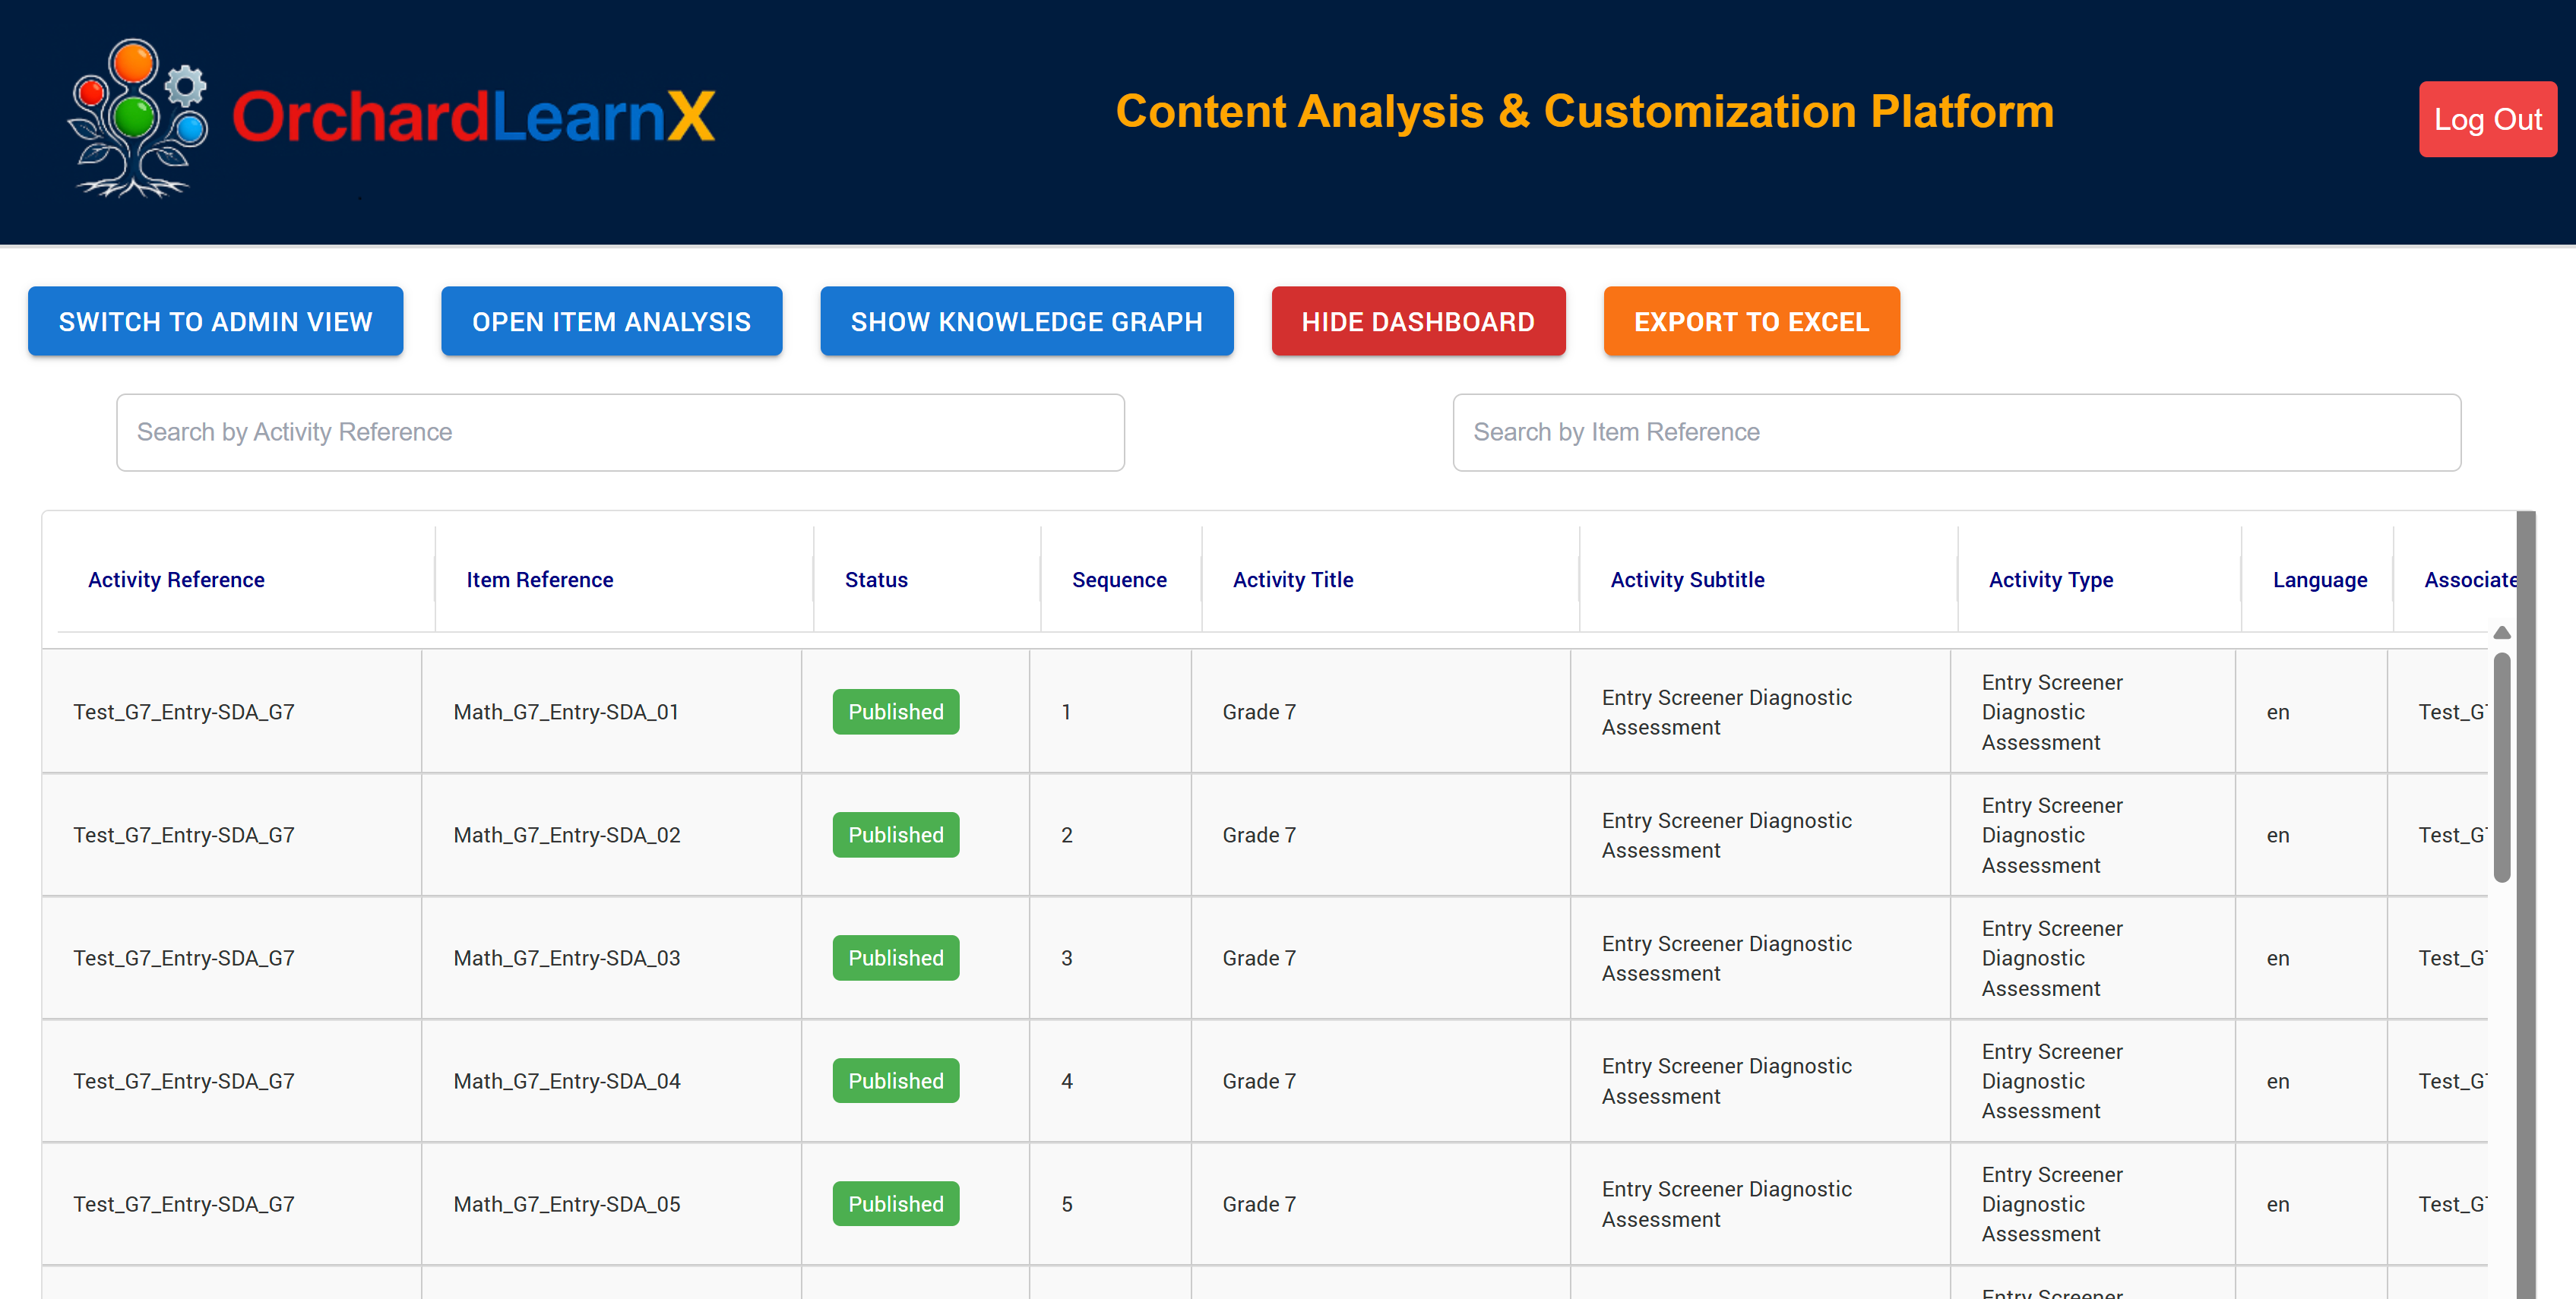 OrchardLearnX
Content Analysis & Customization Platform
Log Out
SWITCH TO ADMIN VIEW OPEN ITEM ANALYSIS SHOW KNOWLEDGE GRAPH HIDE DASHBOARD EXPORT TO EXCEL
Search by Activity Reference Search by Item Reference
Activity Reference Item Reference Status Sequence Activity Title Activity Subtitle Activity Type Language Associate
Test_G7_Entry-SDA_G7 Math_G7_Entry-SDA_01 Published 1 Grade 7
Entry Screener Diagnostic
Assessment
Entry Screener
Diagnostic
Assessment
en Test_G
Test_G7_Entry-SDA_G7 Math_G7_Entry-SDA_02 Published 2 Grade 7
Entry Screener Diagnostic
Assessment
Entry Screener
Diagnostic
Assessment
en Test_G
Test_G7_Entry-SDA_G7 Math_G7_Entry-SDA_03 Published 3 Grade 7
Entry Screener Diagnostic
Assessment
Entry Screener
Diagnostic
Assessment
en Test_G
Test_G7_Entry-SDA_G7 Math_G7_Entry-SDA_04 Published 4 Grade 7
Entry Screener Diagnostic
Assessment
Entry Screener
Diagnostic
Assessment
en Test_G
Test_G7_Entry-SDA_G7 Math_G7_Entry-SDA_05 Published 5 Grade 7
Entry Screener Diagnostic
Assessment
Entry Screener
Diagnostic
Assessment
en Test_G
Entry Screener